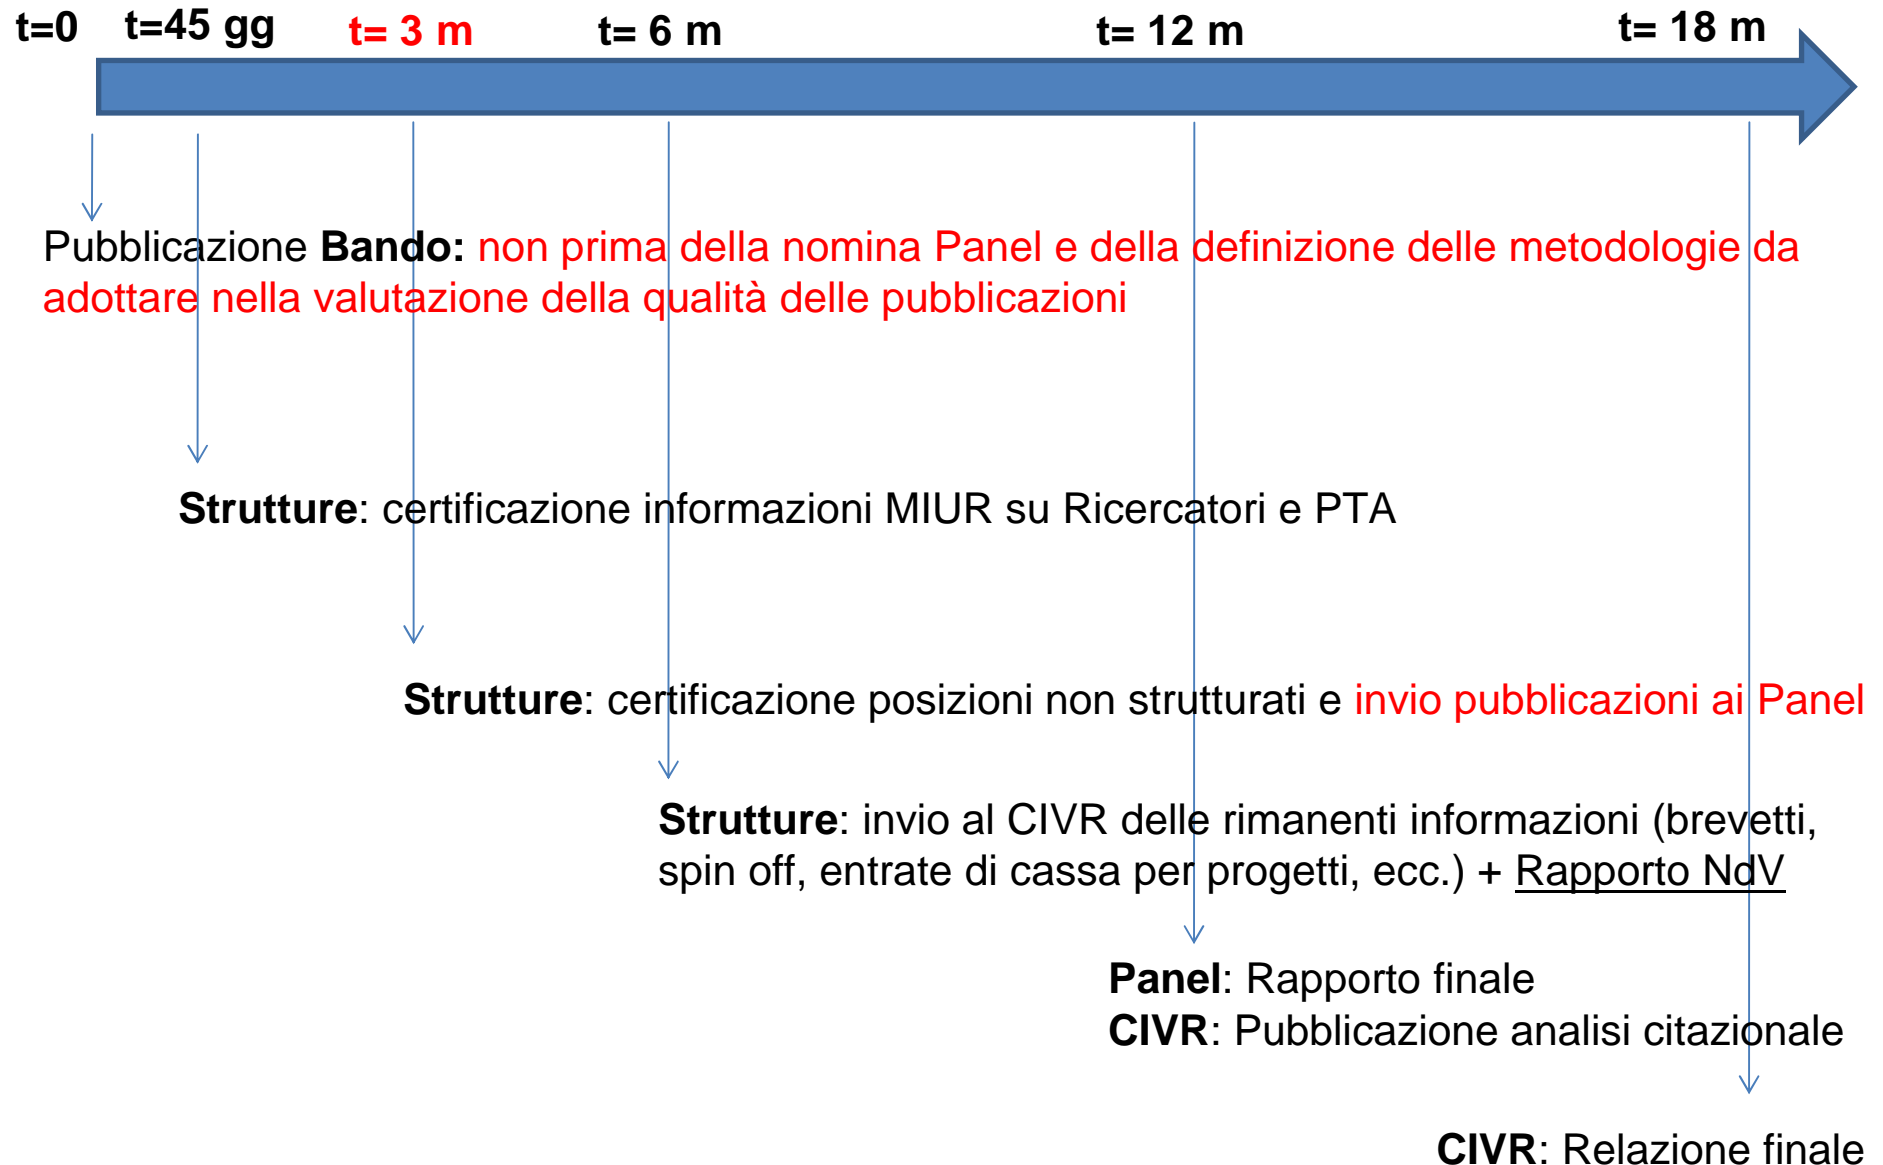 t=0 t=45 gg t= 3 m t= 6 m t= 12 m t= 18 m
Pubblicazione Bando: non prima della nomina Panel e della definizione delle metodologie da
adottare nella valutazione della qualità delle pubblicazioni
Strutture: certificazione informazioni MIUR su Ricercatori e PTA
Strutture: certificazione posizioni non strutturati e invio pubblicazioni ai Panel
Strutture: invio al CIVR delle rimanenti informazioni (brevetti,
spin off, entrate di cassa per progetti, ecc.) + Rapporto NdV
Panel: Rapporto finale
CIVR: Pubblicazione analisi citazionale
CIVR: Relazione finale